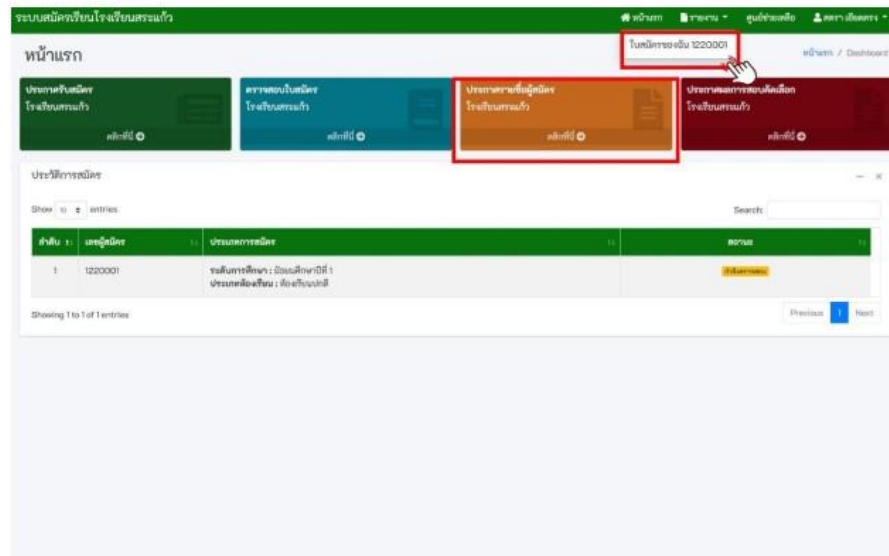 ระบบสมัครเรียนโรงเรียนสระแก้ว
หน้าแรก
รายงาน
ศูนย์ช่วยเหลือ
ใบสมัครของฉัน 1220001
หน้าแรก
หน้าแรก / Dashboard
ประกาศรับสมัคร
โรงเรียนสระแก้ว
คลิกที่นี่
ตรวจสอบใบสมัคร
โรงเรียนสระแก้ว
คลิกที่นี่
ประกาศรายชื่อผู้สมัคร
โรงเรียนสระแก้ว
คลิกที่นี่
ประกาศผลการสอบคัดเลือก
โรงเรียนสระแก้ว
คลิกที่นี่
ประวัติการสมัคร
Show 10 entries
Search:
ลำดับ เลขผู้สมัคร ประเภทการสมัคร สถานะ
1 1220001 ระดับการศึกษา : มัธยมศึกษาปีที่ 1
ประเภทห้องเรียน : ห้องเรียนปกติ
Showing 1 to 1 of 1 entries
Previous 1 Next